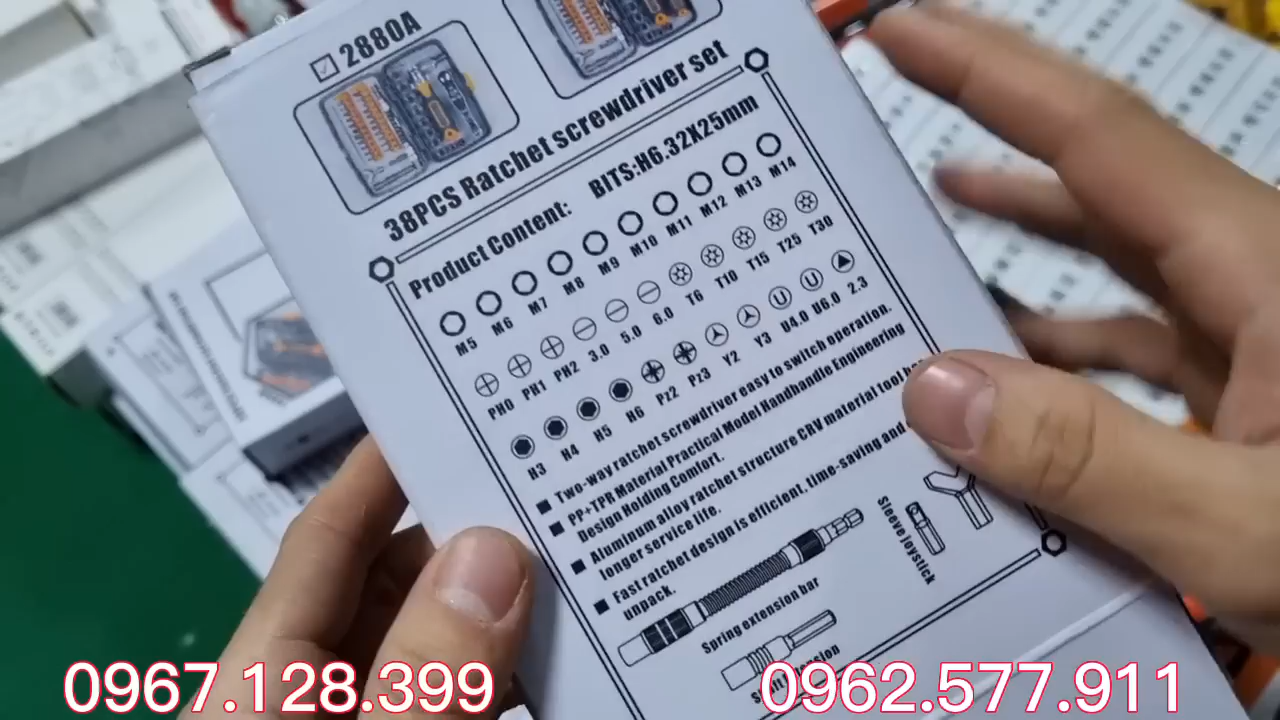 2880A
38PCS Ratchet screwdriver set
Product Content: BITS:H6.32X25mm
M5 M6 M7 M8 M9 M10 M11 M12 M13 M14
PH0 PH1 PH2 3.0 5.0 6.0 T6 T10 T15 T25 T30
H3 H4 H5 H6 Pz2 Pz3 Y2 Y3 U4.0 U6.0 2.3
Two-way ratchet screwdriver easy to switch operation.
PP+TPR Material Practical Model Handhandle Engineering
Design Holding Comfort.
Aluminum alloy ratchet structure CRV material tool
longer service life.
Fast ratchet design is efficient, time-saving and
unpack.
Spring extension bar
Sleeve joystick
0967.128.399
0962.577.911